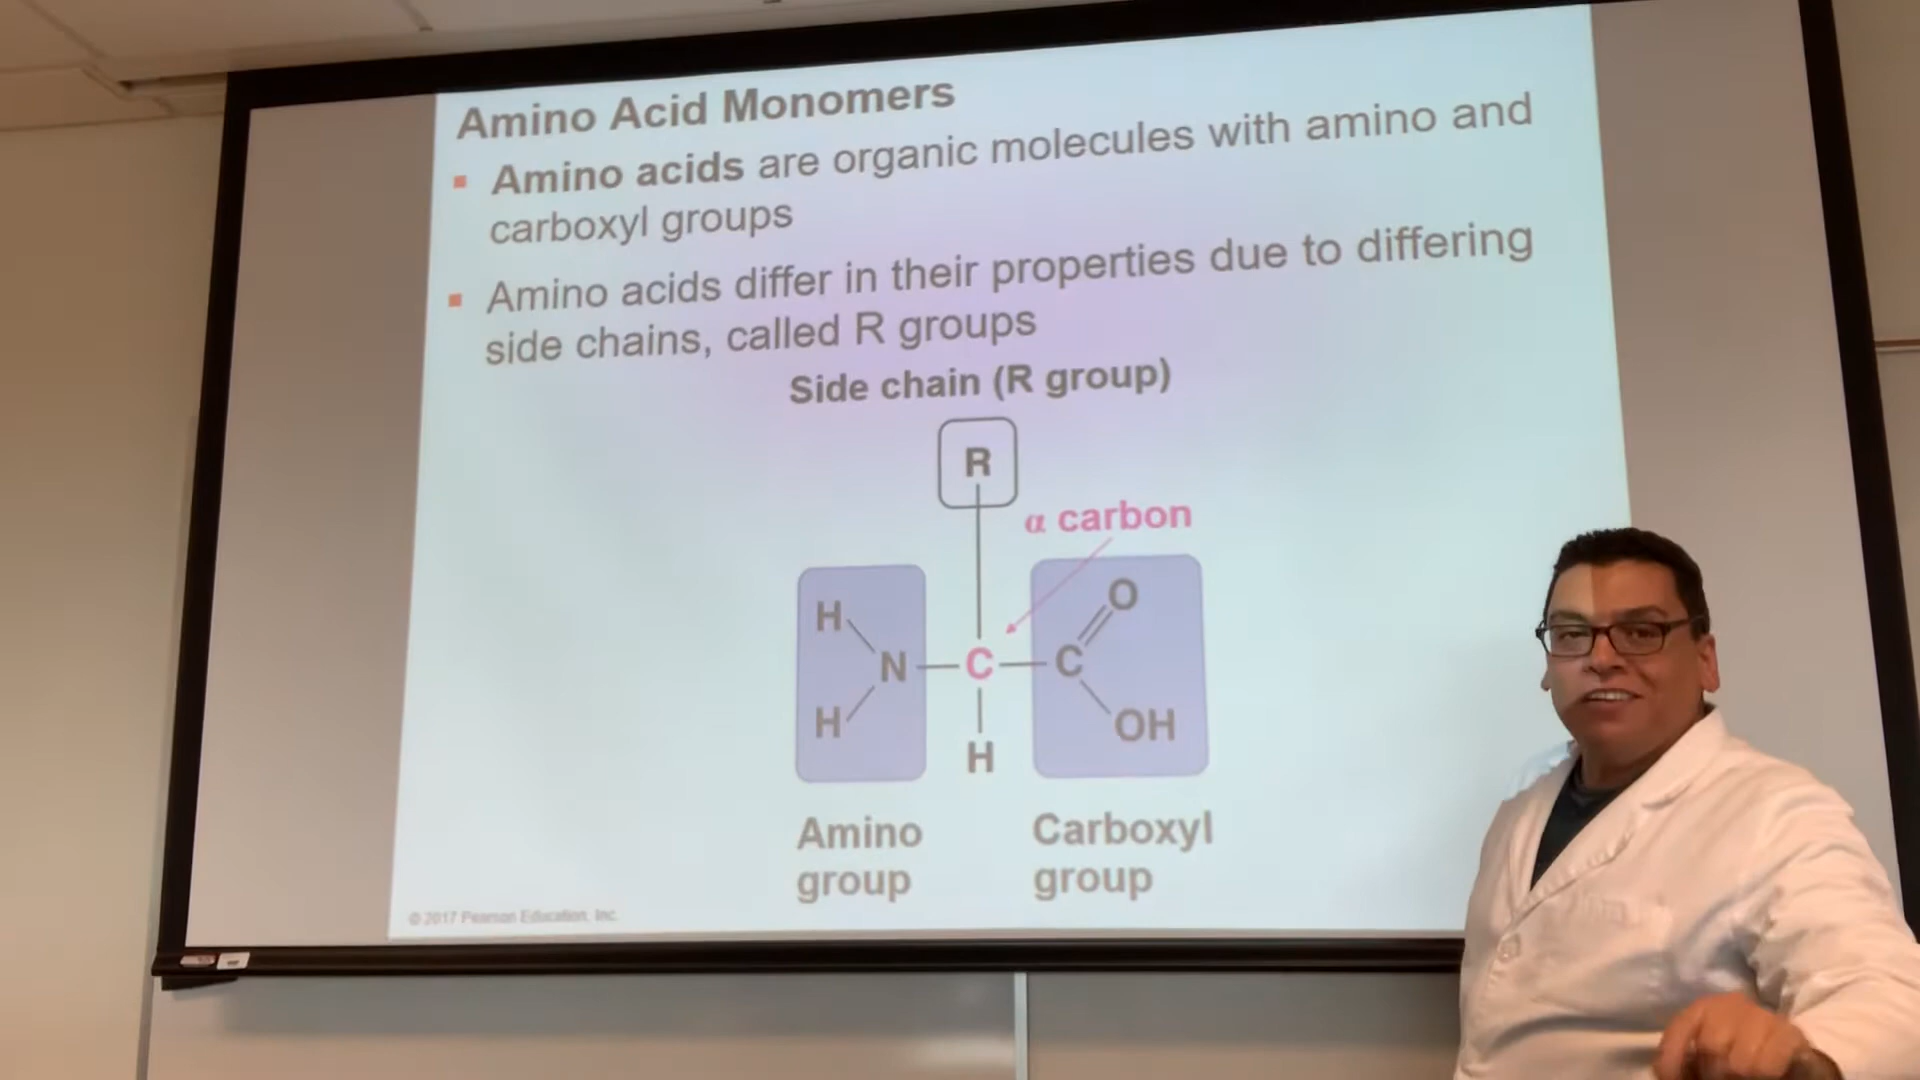 Amino Acid Monomers
Amino acids are organic molecules with amino and
carboxyl groups
Amino acids differ in their properties due to differing
side chains, called R groups
Side chain (R group)
R
α carbon
H
O
N
C
C
H
OH
H
Amino
group
Carboxyl
group
© 2017 Pearson Education, Inc.